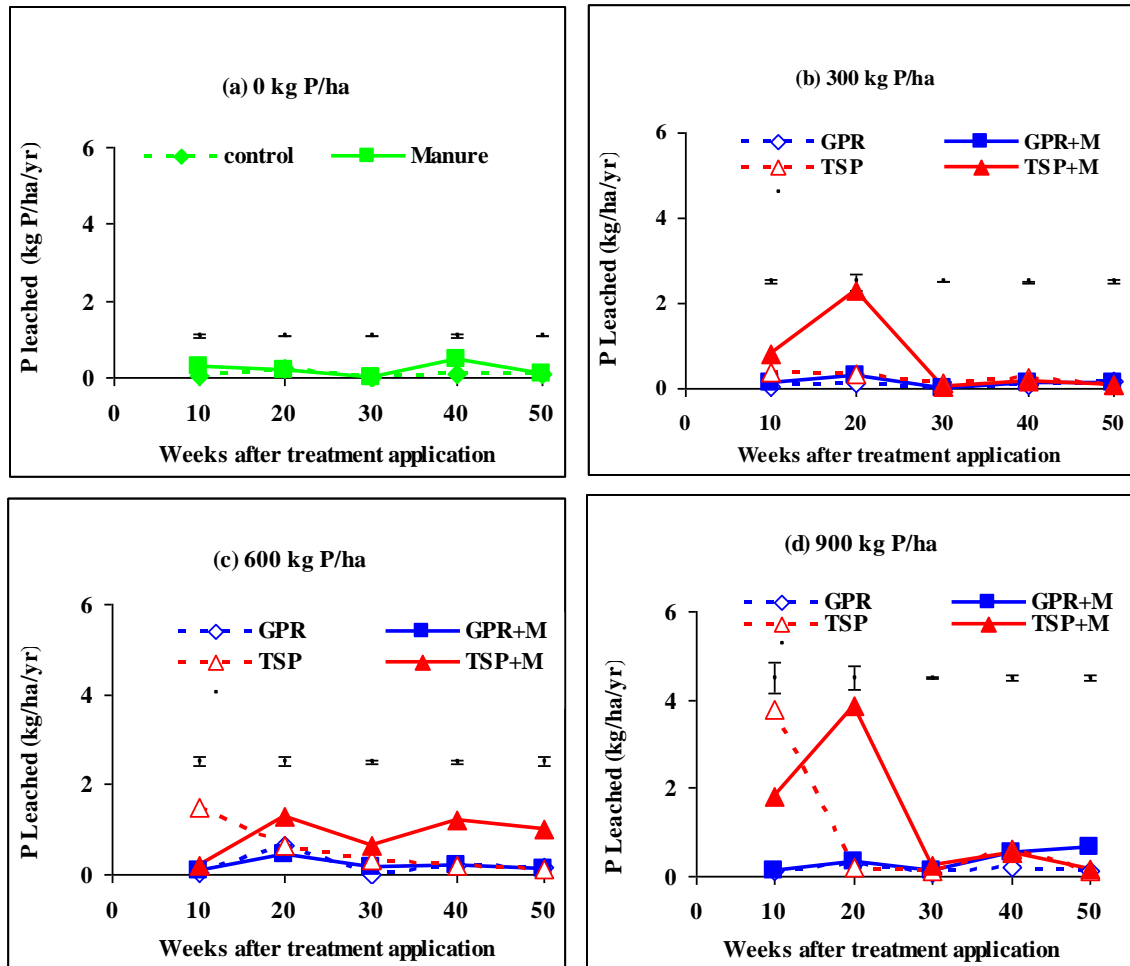 (a) 0 kg P/ha
control Manure
P leached (kg P/ha/yr)
6
4
2
0
0 10 20 30 40 50
Weeks after treatment application
(b) 300 kg P/ha
GPR GPR+M
TSP TSP+M
P Leached (kg/ha/yr)
6
4
2
0
0 10 20 30 40 50
Weeks after treatment application
(c) 600 kg P/ha
GPR GPR+M
TSP TSP+M
P Leached (kg/ha/yr)
6
4
2
0
0 10 20 30 40 50
Weeks after treatment application
(d) 900 kg P/ha
GPR GPR+M
TSP TSP+M
P Leached (kg/ha/yr)
6
4
2
0
0 10 20 30 40 50
Weeks after treatment application